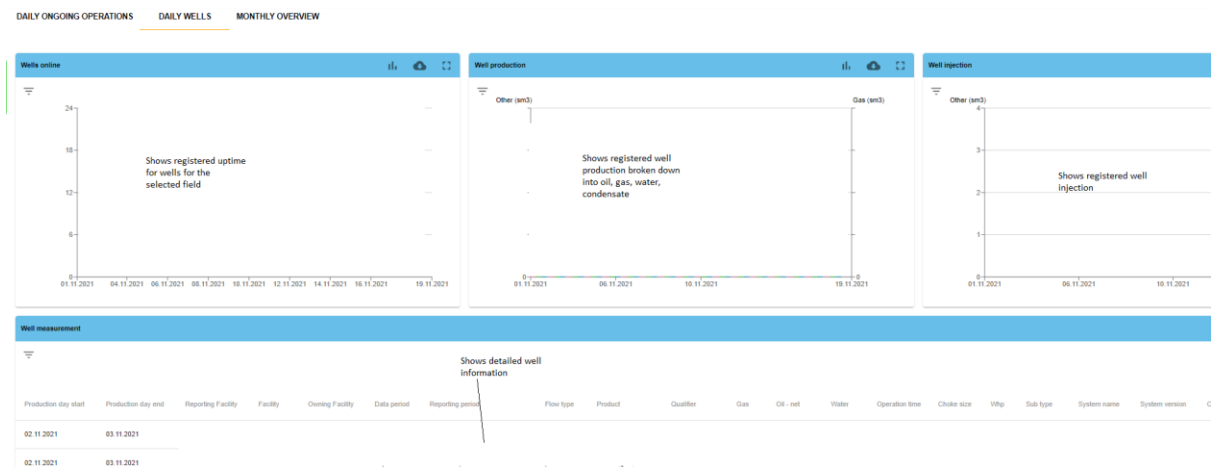 DAILY ONGOING OPERATIONS DAILY WELLS MONTHLY OVERVIEW
Wells online
24
18
12
6
0
01.11.2021 04.11.2021 06.11.2021 08.11.2021 10.11.2021 12.11.2021 14.11.2021 16.11.2021 19.11.2021
Shows registered uptime
for wells for the
selected field
Well production
Other (sm3) Gas (sm3)
0 0
01.11.2021 06.11.2021 10.11.2021 19.11.2021
Shows registered well
production broken down
into oil, gas, water,
condensate
Well injection
Other (sm3)
4
3
2
1
0
01.11.2021 06.11.2021 10.11.2021
Shows registered well
injection
Well measurement
Shows detailed well
information
Production day start Production day end Reporting Facility Facility Owning Facility Data period Reporting period Flow type Product Qualifier Gas Oil - net Water Operation time Choke size Whp Sub type System name System version
02.11.2021 03.11.2021
02.11.2021 03.11.2021